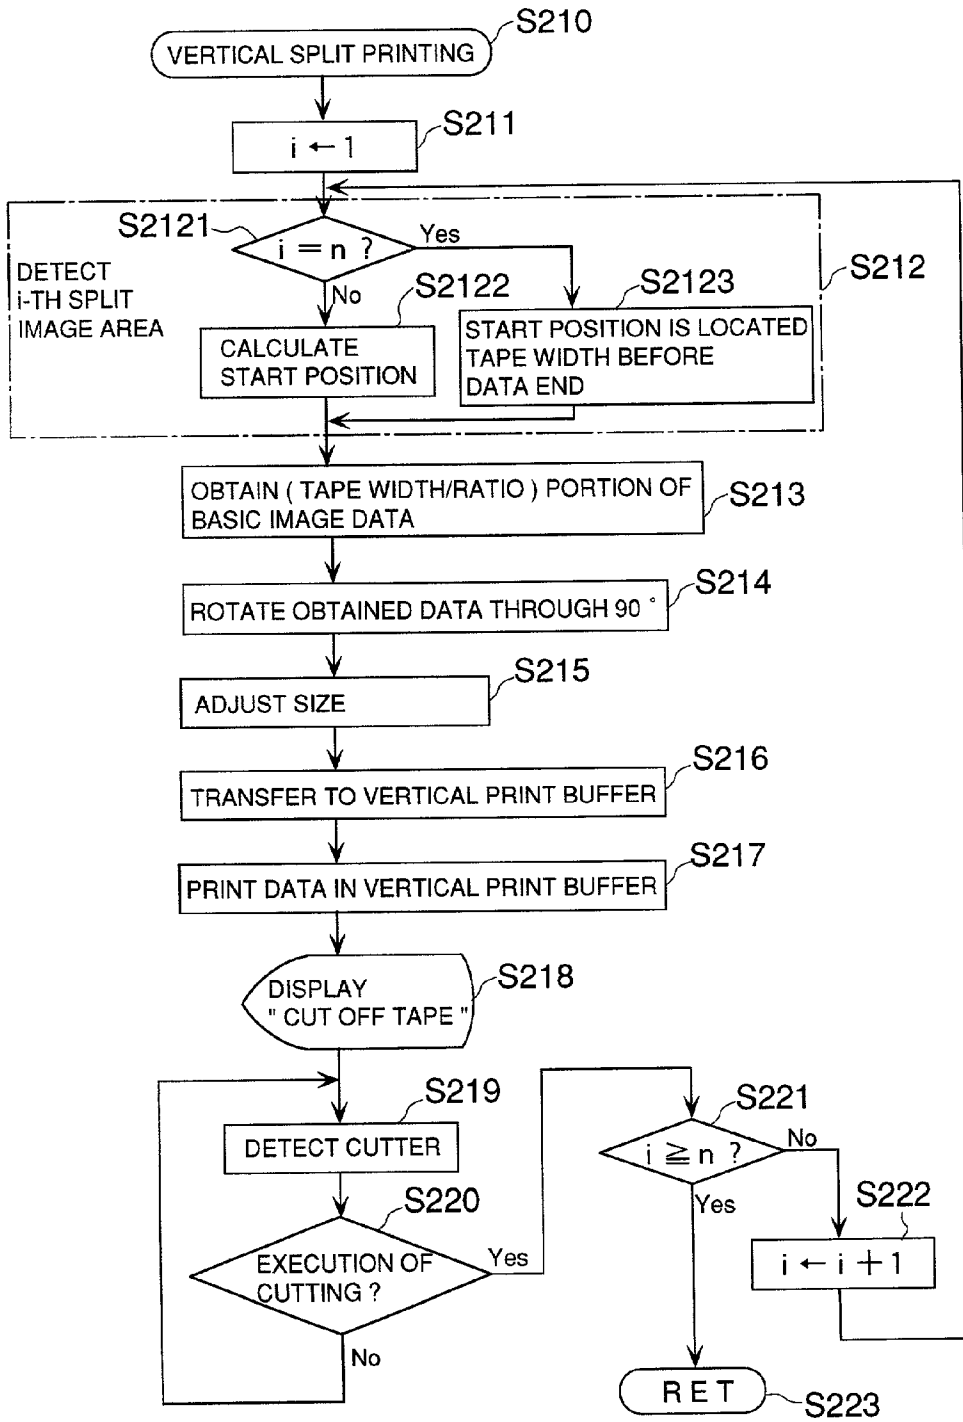 S210
VERTICAL SPLIT PRINTING
S211
i ← 1
S2121
i = n ?
Yes
No
DETECT
i-TH SPLIT
IMAGE AREA
S212
S2122
CALCULATE
START POSITION
S2123
START POSITION IS LOCATED
TAPE WIDTH BEFORE
DATA END
OBTAIN ( TAPE WIDTH/RATIO ) PORTION OF
BASIC IMAGE DATA
S213
S214
ROTATE OBTAINED DATA THROUGH 90 °
S215
ADJUST SIZE
S216
TRANSFER TO VERTICAL PRINT BUFFER
S217
PRINT DATA IN VERTICAL PRINT BUFFER
S218
DISPLAY
" CUT OFF TAPE "
S219
DETECT CUTTER
S220
EXECUTION OF
CUTTING ?
Yes
No
S221
i ≧ n ?
No
Yes
S222
i ← i + 1
R E T
S223